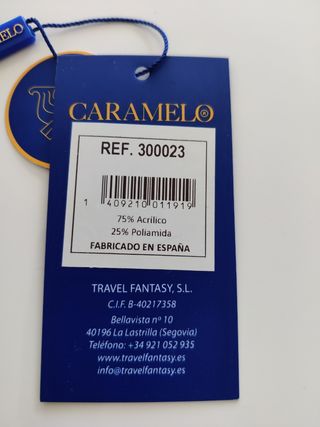 ELO
CARAMELO®
REF. 300023
1 409210 011919
75% Acrílico
25% Poliamida
FABRICADO EN ESPAÑA
TRAVEL FANTASY, S.L.
C.I.F. B-40217358
Bellavista nº 10
40196 La Lastrilla (Segovia)
Teléfono: +34 921 052 935
www.travelfantasy.es
info@travelfantasy.es